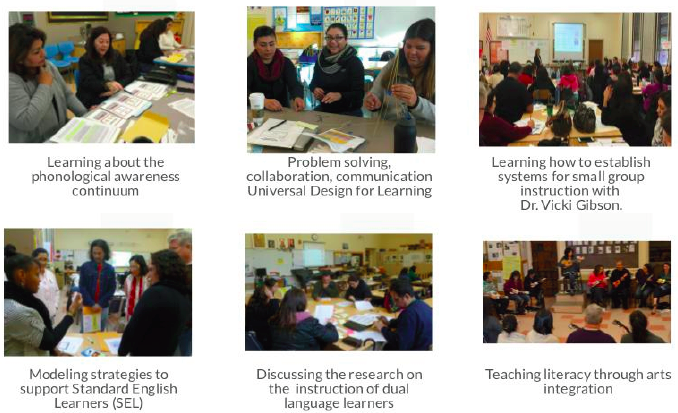 Learning about the
phonological awareness
continuum
Problem solving,
collaboration, communication
Universal Design for Learning
Learning how to establish
systems for small group
instruction with
Dr. Vicki Gibson.
Modeling strategies to
support Standard English
Learners (SEL)
Discussing the research on
the instruction of dual
language learners
Teaching literacy through arts
integration